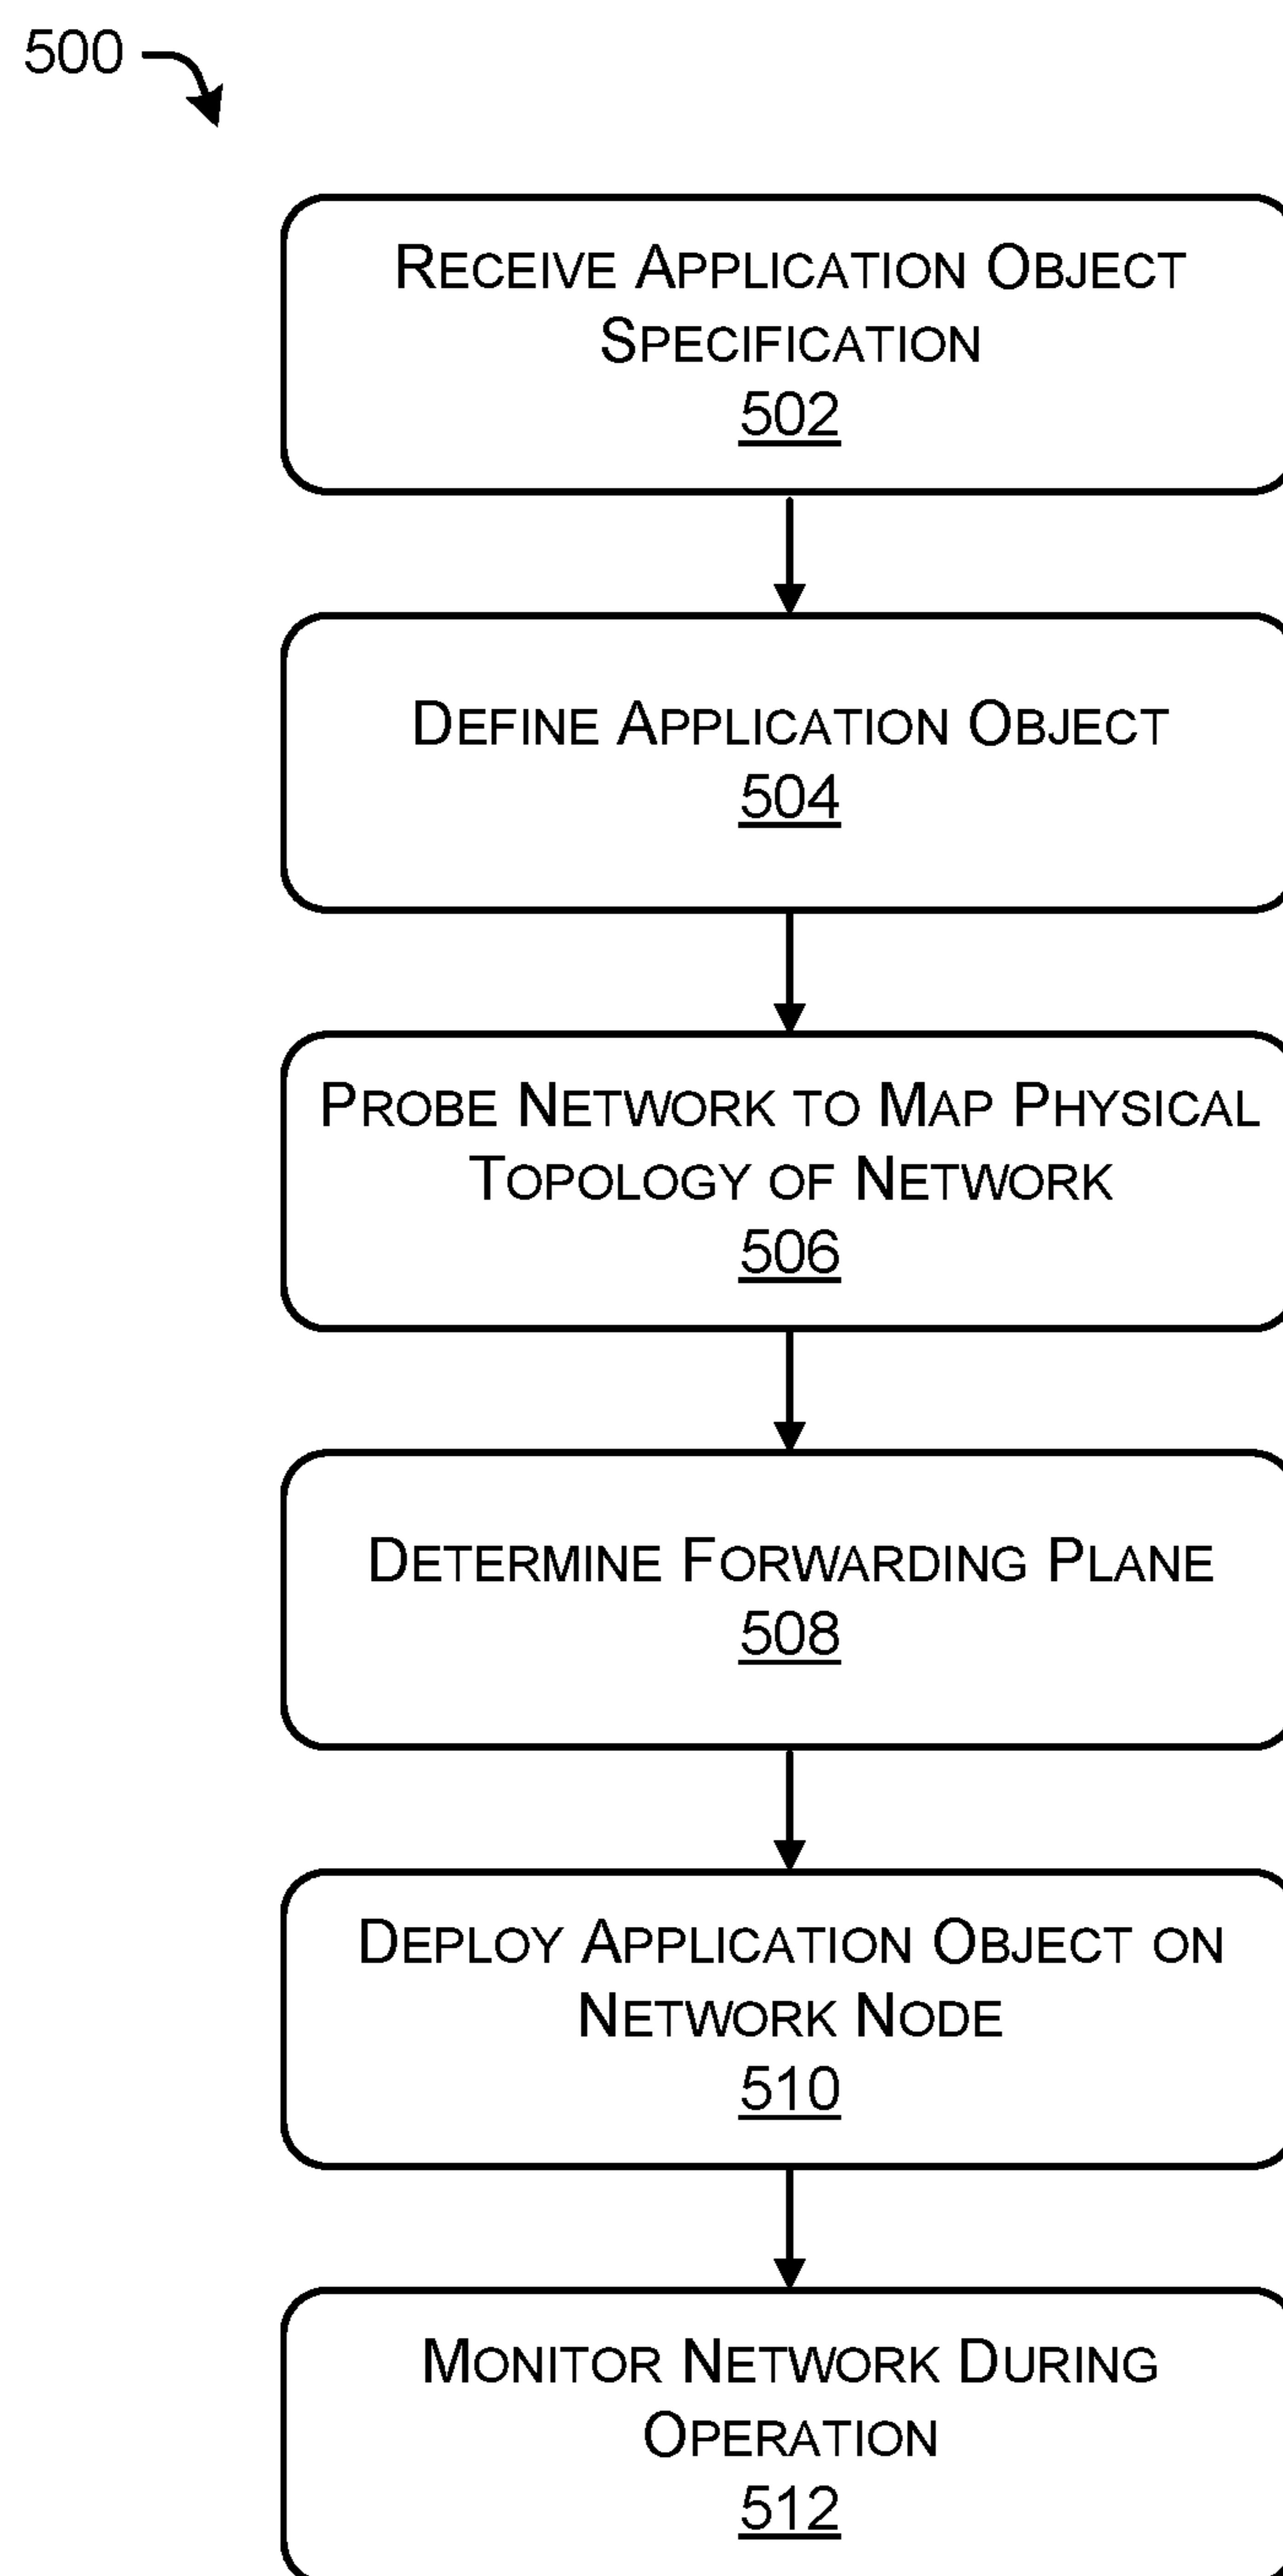 500
RECEIVE APPLICATION OBJECT
SPECIFICATION
502
DEFINE APPLICATION OBJECT
504
PROBE NETWORK TO MAP PHYSICAL
TOPOLOGY OF NETWORK
506
DETERMINE FORWARDING PLANE
508
DEPLOY APPLICATION OBJECT ON
NETWORK NODE
510
MONITOR NETWORK DURING
OPERATION
512